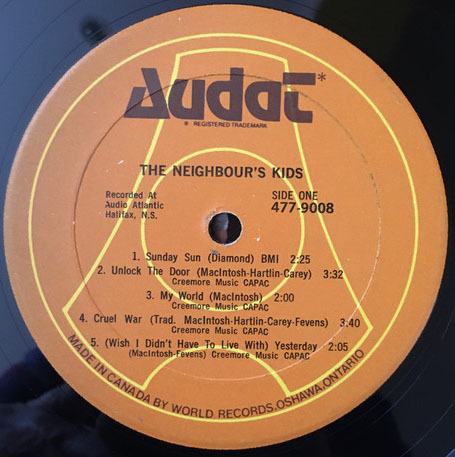 Audat*
* REGISTERED TRADEMARK
THE NEIGHBOUR'S KIDS
Recorded At
Audio Atlantic
Halifax, N.S.
SIDE ONE
477-9008
1. Sunday Sun (Diamond) BMI 2:25
2. Unlock The Door (MacIntosh-Hartlin-Carey) 3:32
Creemore Music CAPAC
3. My World (MacIntosh) 2:00
Creemore Music CAPAC
4. Cruel War (Trad. MacIntosh-Hartlin-Carey-Fevens) 3:40
Creemore Music CAPAC
5. (Wish I Didn't Have To Live With) Yesterday 2:05
(MacIntosh-Fevens) Creemore Music CAPAC
MADE IN CANADA BY WORLD RECORDS, OSHAWA, ONTARIO